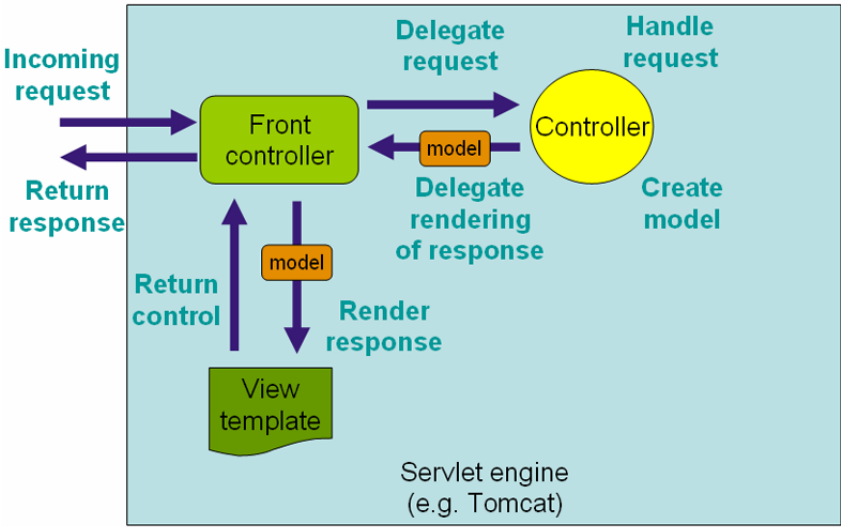 Incoming
request
Return
response
Front
controller
Delegate
request
Handle
request
Controller
model
Delegate
rendering
of response
Create
model
model
Return
control
Render
response
View
template
Servlet engine
(e.g. Tomcat)